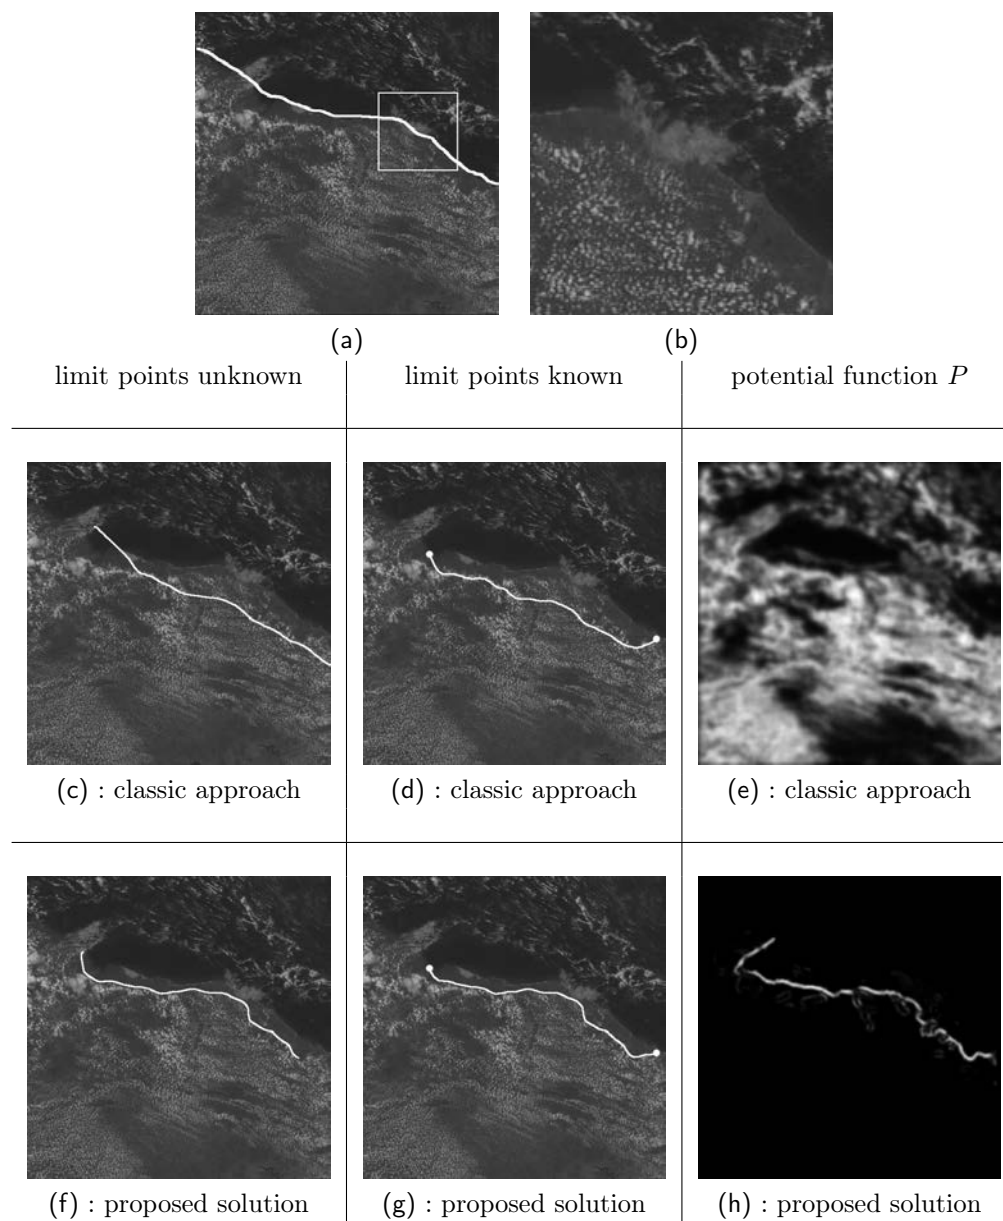 (a) (b)
limit points unknown limit points known potential function P
(c) : classic approach (d) : classic approach (e) : classic approach
(f) : proposed solution (g) : proposed solution (h) : proposed solution